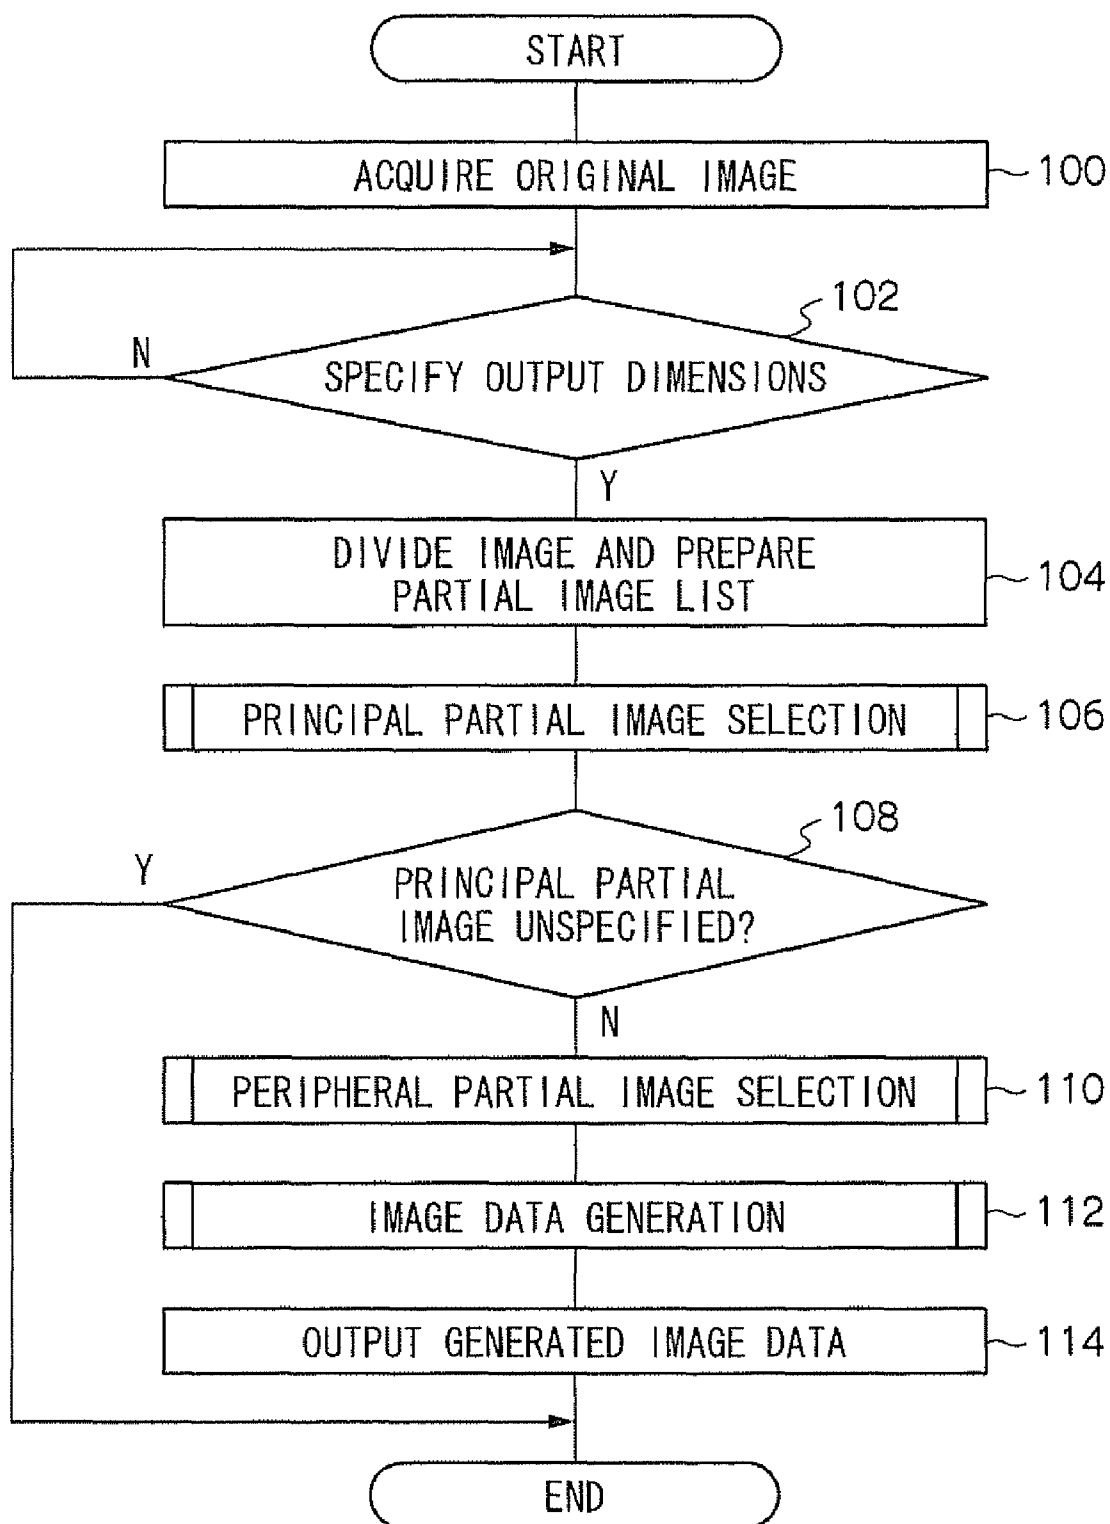 START
ACQUIRE ORIGINAL IMAGE
100
102
N
SPECIFY OUTPUT DIMENSIONS
Y
DIVIDE IMAGE AND PREPARE
PARTIAL IMAGE LIST
104
PRINCIPAL PARTIAL IMAGE SELECTION
106
108
Y
PRINCIPAL PARTIAL
IMAGE UNSPECIFIED?
N
PERIPHERAL PARTIAL IMAGE SELECTION
110
IMAGE DATA GENERATION
112
OUTPUT GENERATED IMAGE DATA
114
END